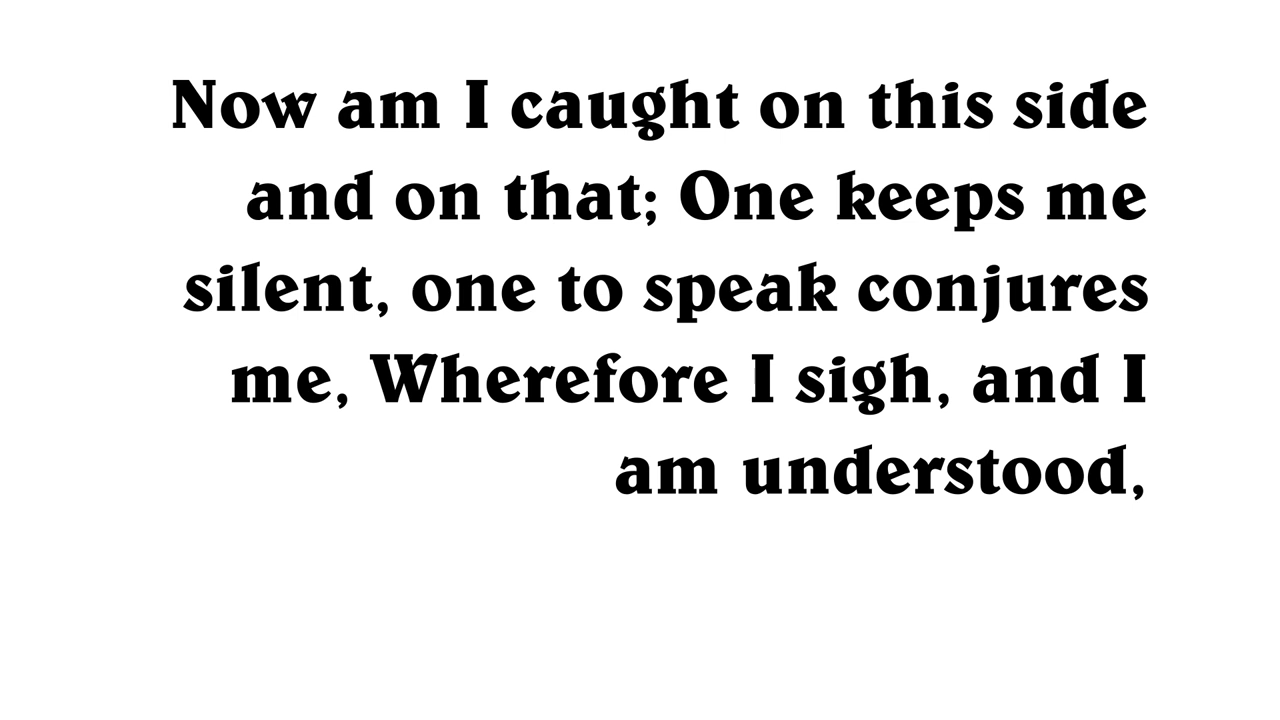 Now am I caught on this side
and on that; One keeps me
silent, one to speak conjures
me, Wherefore I sigh, and I
am understood,